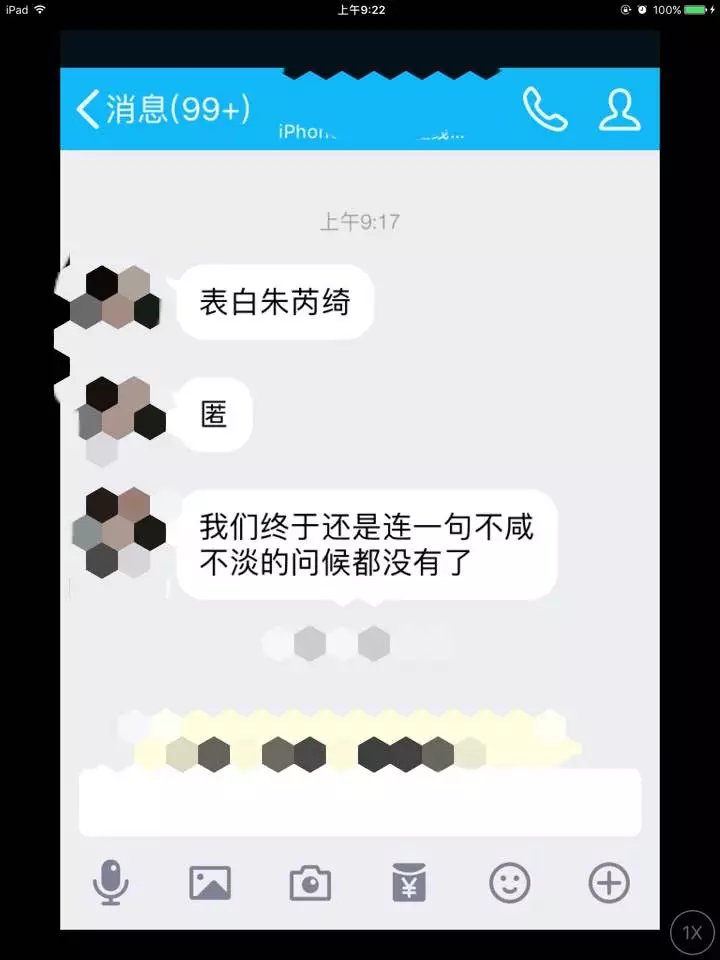 iPad
上午9:22
100%
消息(99+)
上午9:17
表白朱芮绮
匿
我们终于还是连一句不咸
不淡的问候都没有了
¥
1X